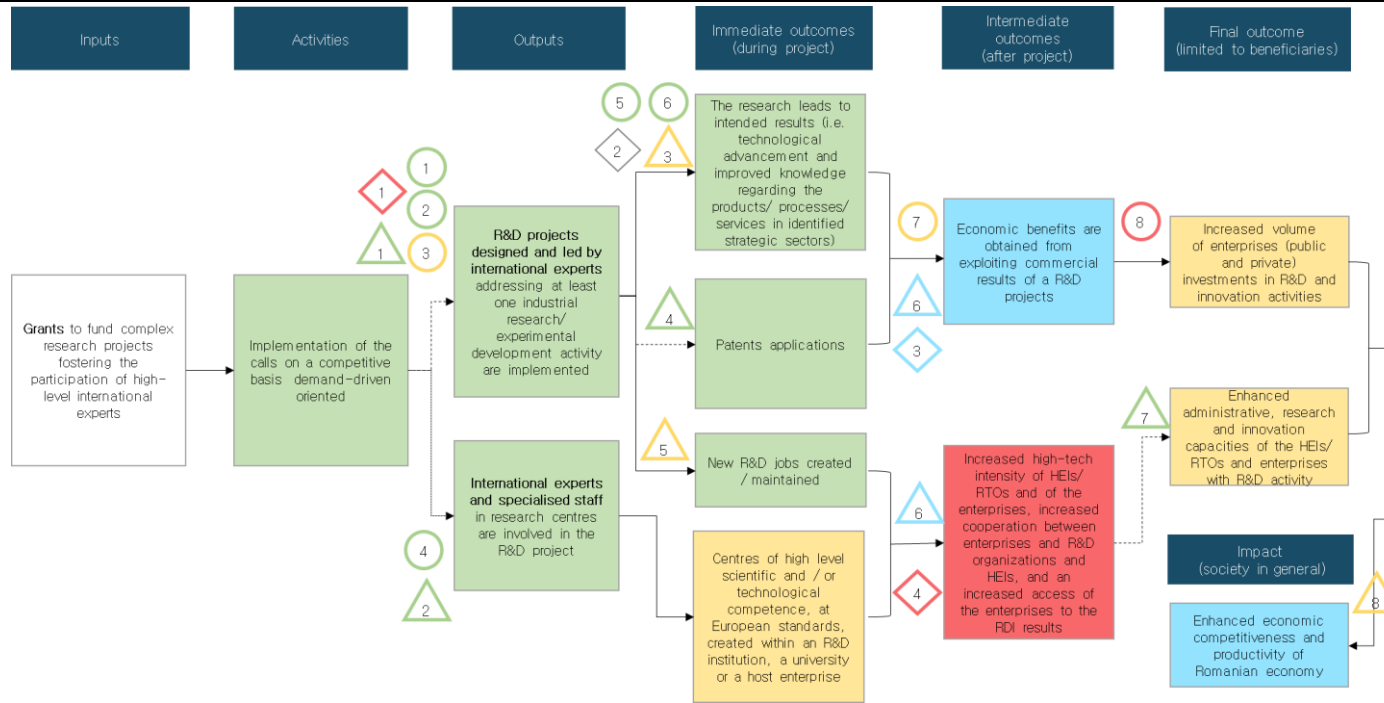 Inputs
Activities
Outputs
Immediate outcomes
(during project)
Intermediate
outcomes
(after project)
Final outcome
(limited to beneficiaries)
Grants to fund complex
research projects
fostering the
participation of high-
level international
experts
Implementation of the
calls on a competitive
basis demand-driven
oriented
1
1
2
1
3
R&D projects
designed and led by
international experts
addressing at least
one industrial
research/
experimental
development activity
are implemented
4
2
International experts
and specialised staff
in research centres
are involved in the
R&D project
5
6
2
3
The research leads to
intended results (i.e.
technological
advancement and
improved knowledge
regarding the
products/ processes/
services in identified
strategic sectors)
4
Patents applications
5
New R&D jobs created
/ maintained
Centres of high level
scientific and / or
technological
competence, at
European standards,
created within an R&D
institution, a university
or a host enterprise
7
6
3
Economic benefits are
obtained from
exploiting commercial
results of a R&D
projects
6
4
Increased high-tech
intensity of HEIs/
RTOs and of the
enterprises, increased
cooperation between
enterprises and R&D
organizations and
HEIs, and an
increased access of
the enterprises to the
RDI results
8
Increased volume
of enterprises (public
and private)
investments in R&D and
innovation activities
7
Enhanced
administrative, research
and innovation
capacities of the HEIs/
RTOs and enterprises
with R&D activity
Impact
(society in general)
8
Enhanced economic
competitiveness and
productivity of
Romanian economy